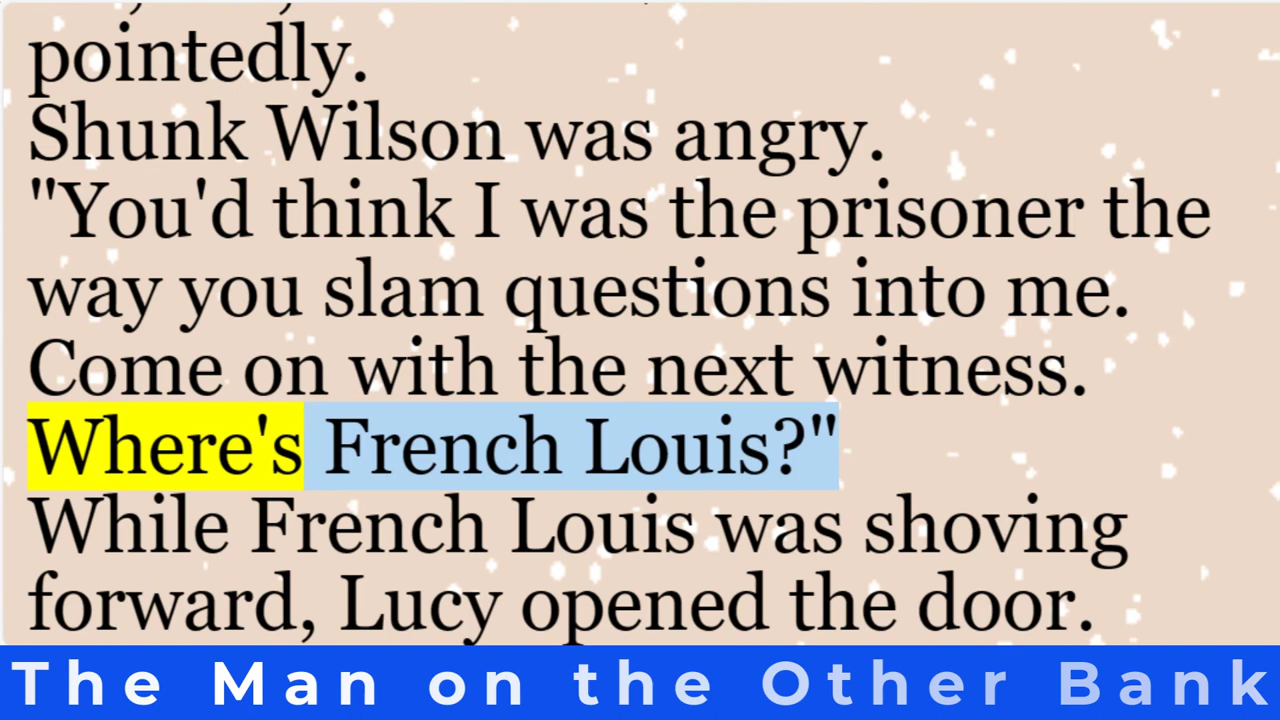 pointedly.
Shunk Wilson was angry.
"You'd think I was the prisoner the
way you slam questions into me.
Come on with the next witness.
Where's French Louis?"
While French Louis was shoving
forward, Lucy opened the door.
The Man on the Other Bank